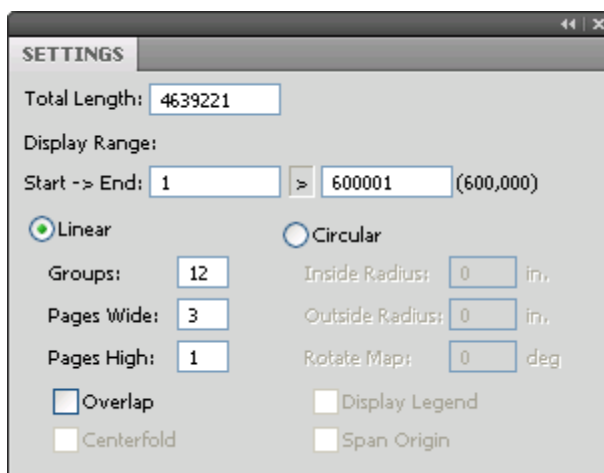 SETTINGS
Total Length: 4639221
Display Range:
Start -> End: 1 > 600001 (600,000)
Linear Circular
Groups: 12 Inside Radius: 0 in.
Pages Wide: 3 Outside Radius: 0 in.
Pages High: 1 Rotate Map: 0 deg
Overlap Display Legend
Centerfold Span Origin